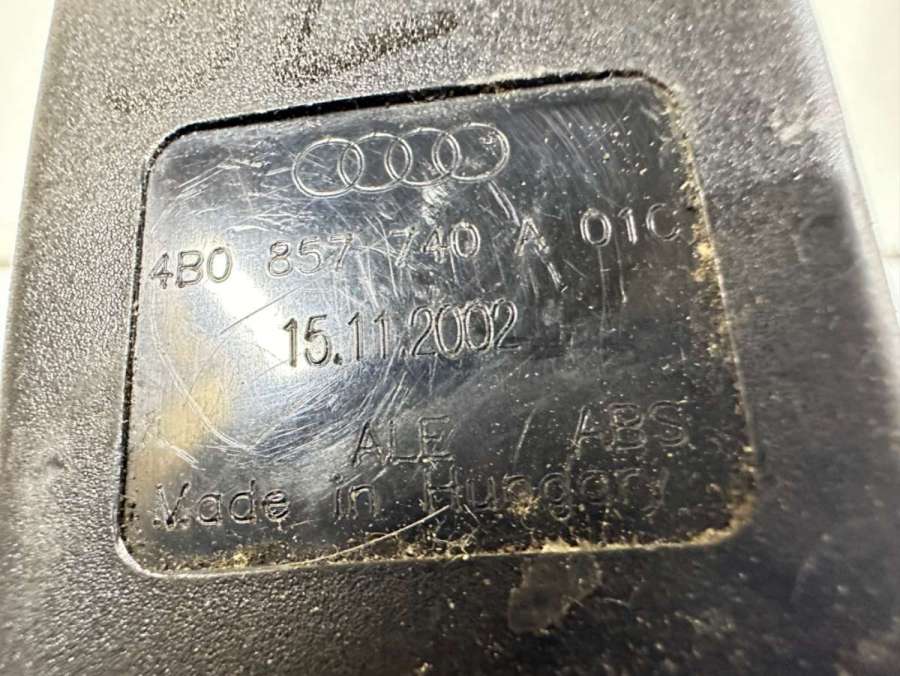 4B0 857 740 A 01C
15.11.2002
ALE / ABS
Made in Hungary